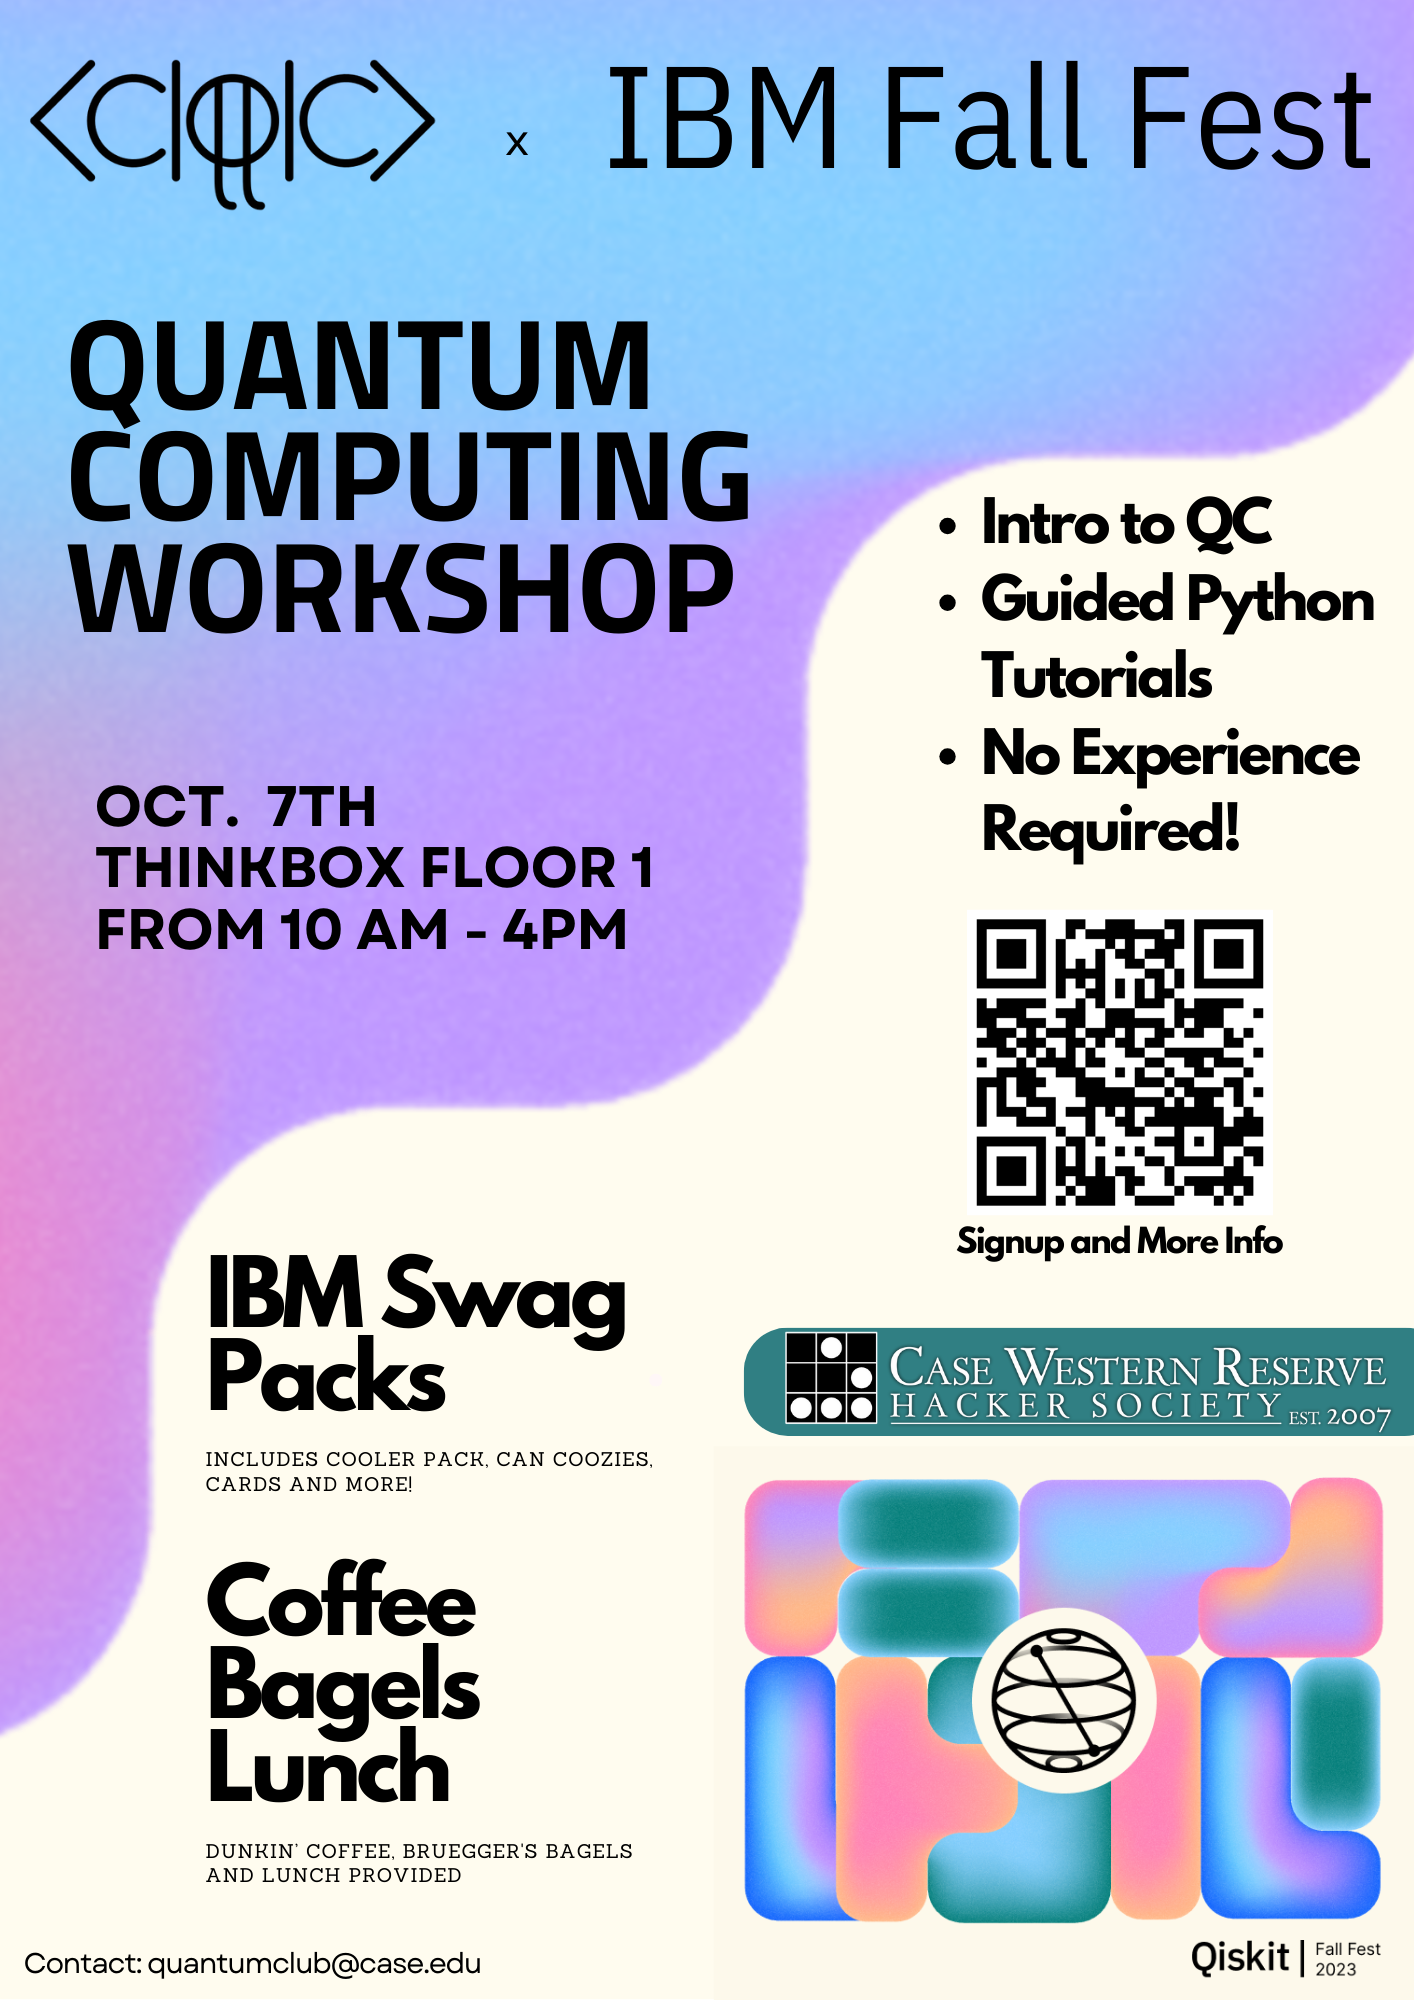 <CIQIC> x IBM Fall Fest
QUANTUM
COMPUTING
WORKSHOP
• Intro to QC
• Guided Python
Tutorials
• No Experience
Required!
OCT. 7TH
THINKBOX FLOOR 1
FROM 10 AM - 4PM
Signup and More Info
IBM Swag
Packs
INCLUDES COOLER PACK, CAN COOZIES,
CARDS AND MORE!
CASE WESTERN RESERVE
HACKER SOCIETY EST. 2007
Coffee
Bagels
Lunch
DUNKIN' COFFEE, BRUEGGER'S BAGELS
AND LUNCH PROVIDED
Contact: quantumclub@case.edu
Qiskit | Fall Fest
2023